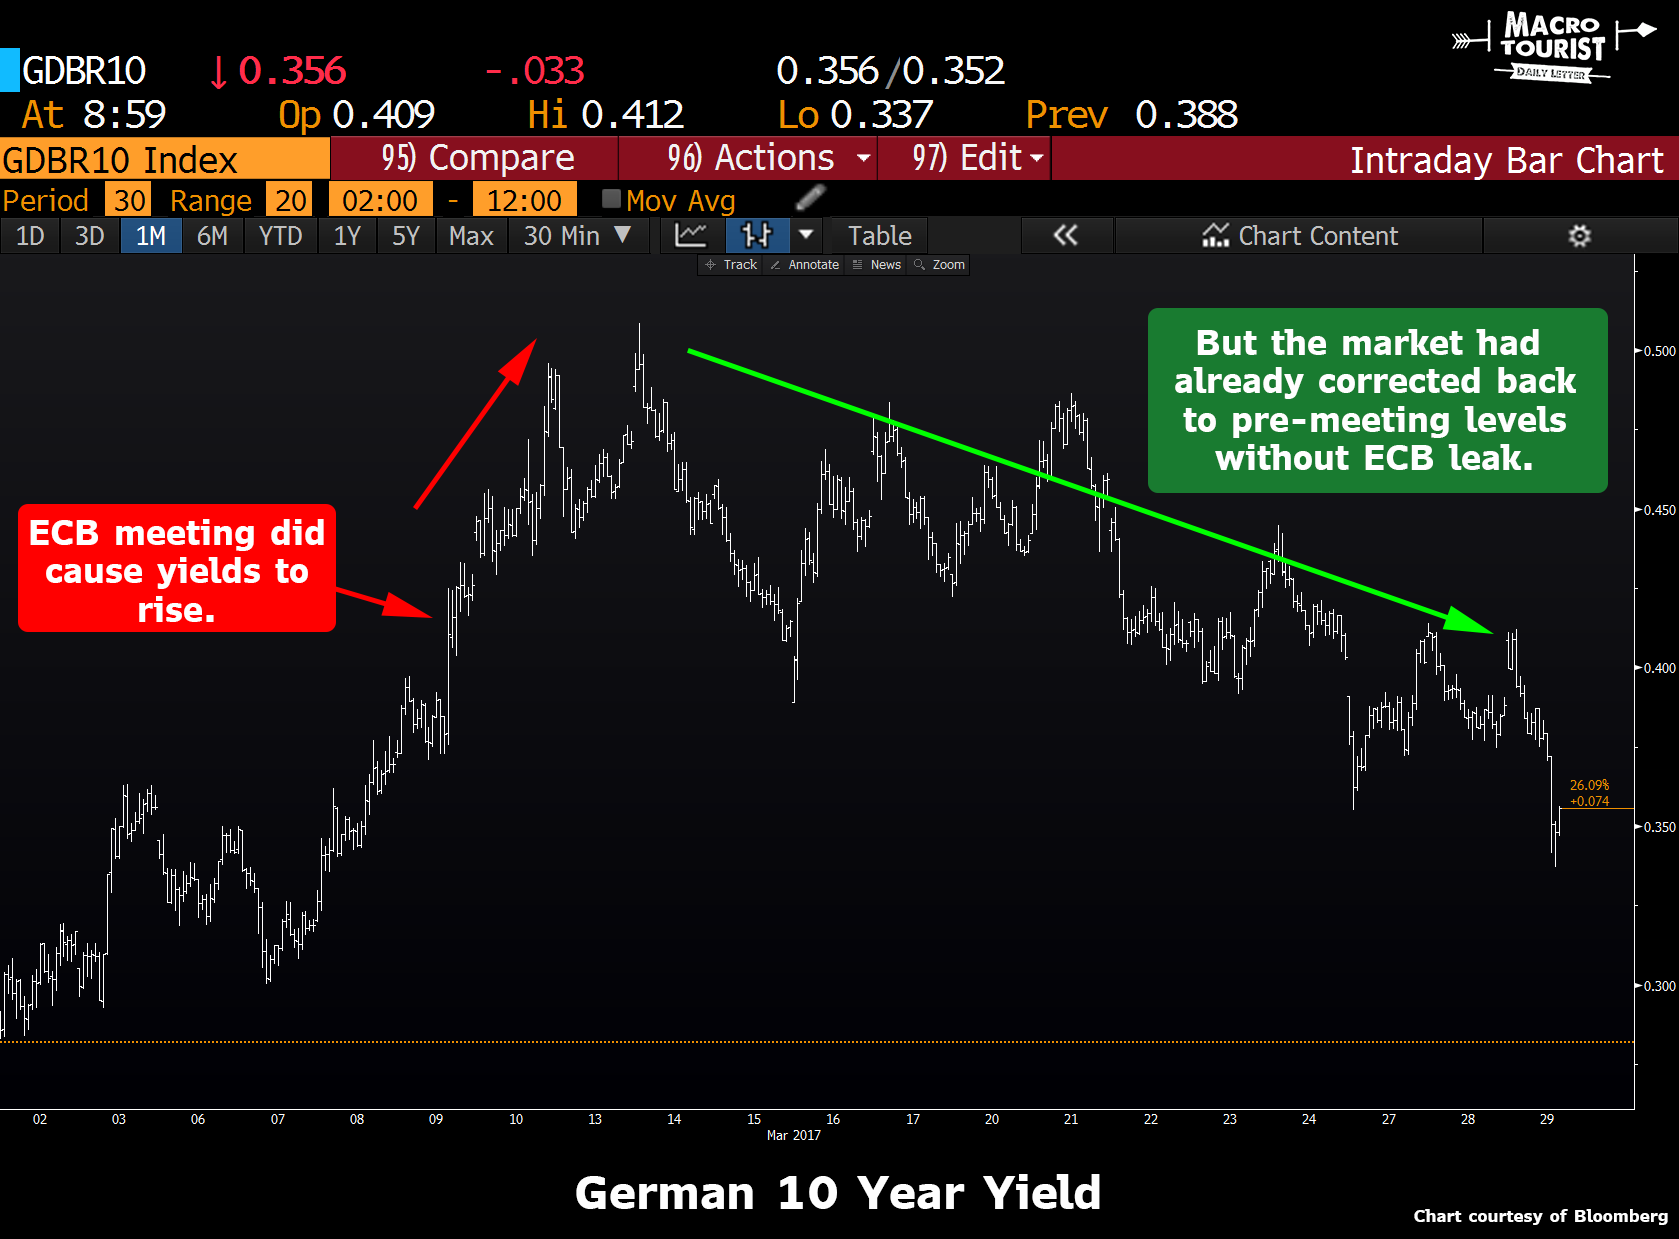 MACRO
TOURIST
DAILY LETTER
GDBR10 ↓0.356 -.033 0.356/0.352
At 8:59 Op 0.409 Hi 0.412 Lo 0.337 Prev 0.388
GDBR10 Index 95) Compare 96) Actions 97) Edit Intraday Bar Chart
Period 30 Range 20 02:00 - 12:00 Mov Avg
1D 3D 1M 6M YTD 1Y 5Y Max 30 Min ▼ Table « Chart Content
Track Annotate News Zoom
But the market had
already corrected back
to pre-meeting levels
without ECB leak.
ECB meeting did
cause yields to
rise.
0.500
0.450
0.400
26.09%
+0.074
0.350
0.300
02 03 06 07 08 09 10 13 14 15 16 17 20 21 22 23 24 27 28 29
Mar 2017
German 10 Year Yield
Chart courtesy of Bloomberg